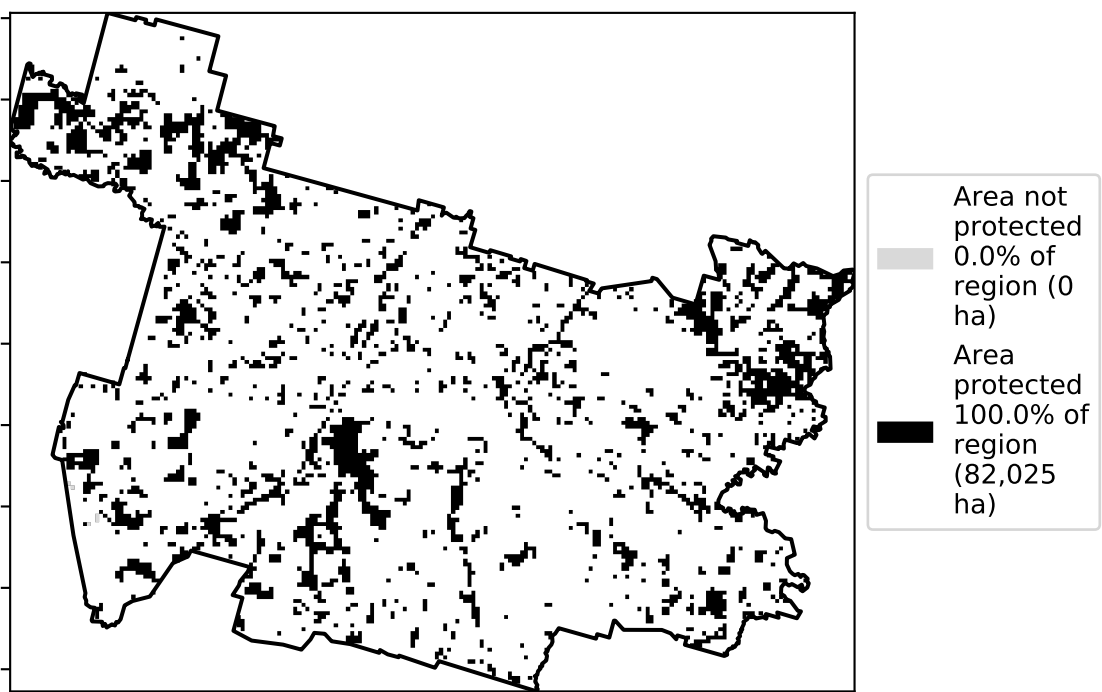 Area not
protected
0.0% of
region (0
ha)
Area
protected
100.0% of
region
(82,025
ha)